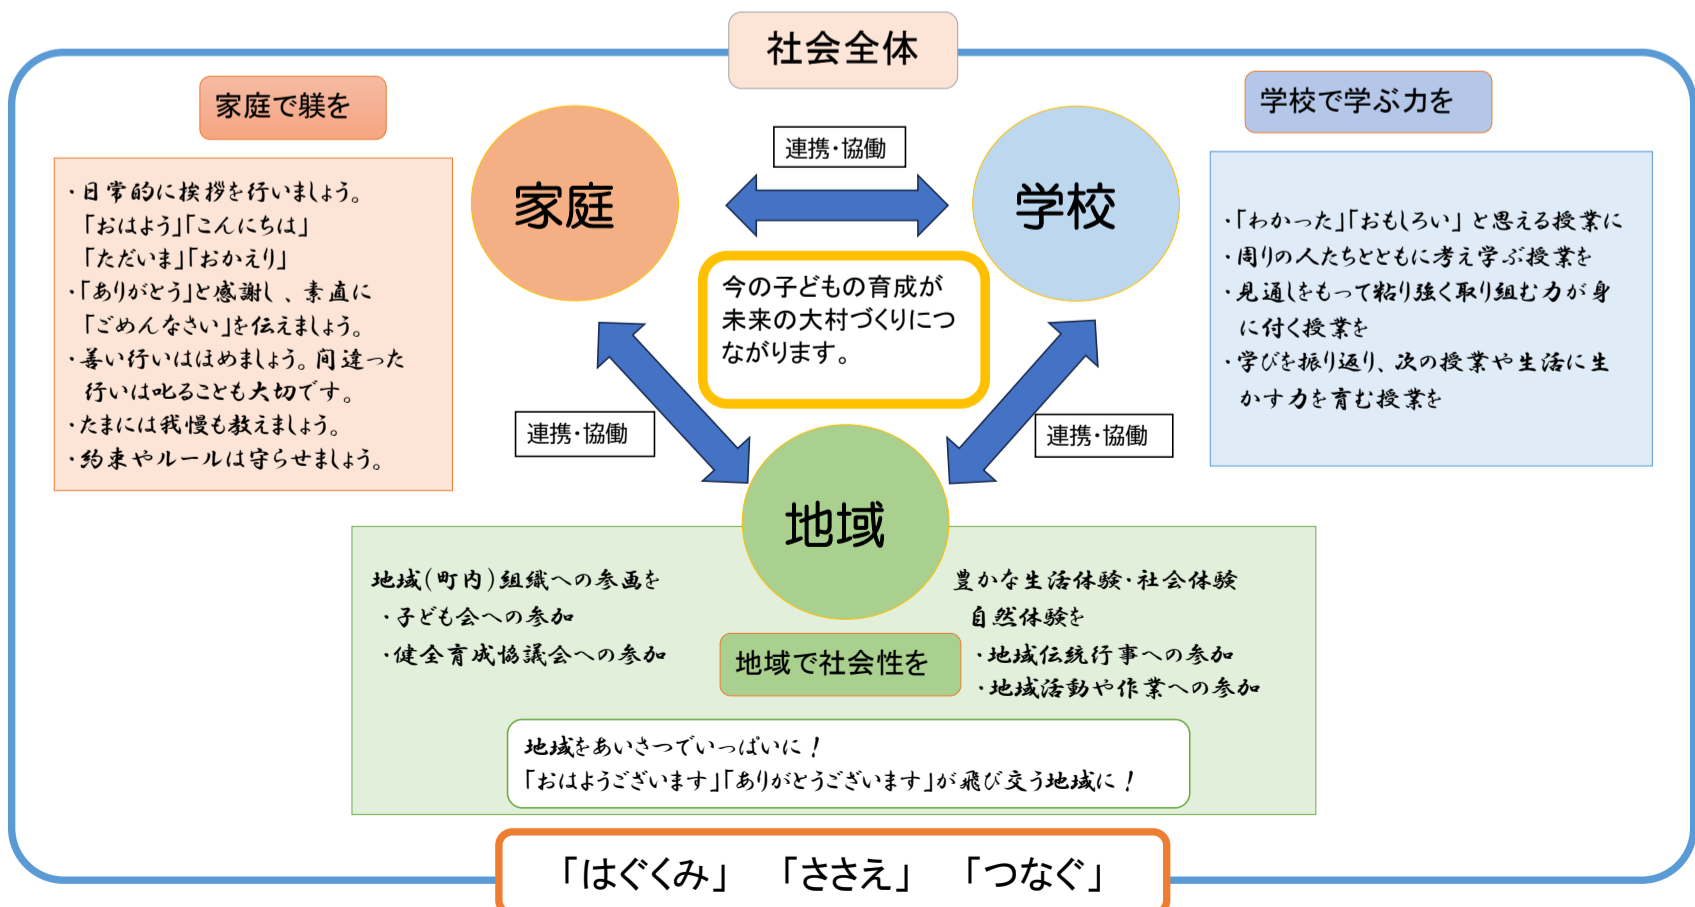 社会全体
家庭で躾を
・日常的に挨拶を行いましょう。
「おはよう」「こんにちは」
「ただいま」「おかえり」
・「ありがとう」と感謝し、素直に
「ごめんなさい」を伝えましょう。
・善い行いはほめましょう。間違った
行いは叱ることも大切です。
・たまには我慢も教えましょう。
・約束やルールは守らせましょう。
家庭
連携・協働
学校
学校で学ぶ力を
・「わかった」「おもしろい」と思える授業に
・周りの人たちとともに考え学ぶ授業を
・見通しをもって粘り強く取り組む力が身
に付く授業を
・学びを振り返り、次の授業や生活に生
かす力を育む授業を
今の子どもの育成が
未来の大村づくりにつ
ながります。
連携・協働
連携・協働
地域
地域(町内)組織への参画を
・子ども会への参加
・健全育成協議会への参加
地域で社会性を
豊かな生活体験・社会体験
自然体験を
・地域伝統行事への参加
・地域活動や作業への参加
地域をあいさつでいっぱいに!
「おはようございます」「ありがとうございます」が飛び交う地域に!
「はぐくみ」 「ささえ」 「つなぐ」